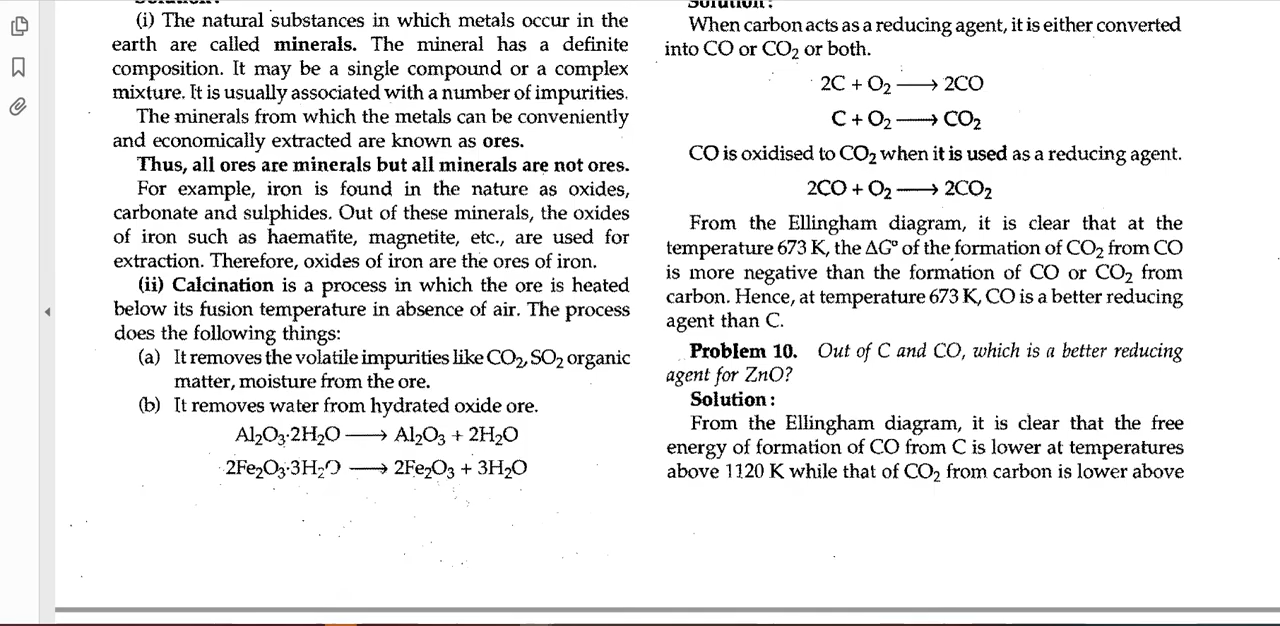 (i) The natural substances in which metals occur in the
earth are called minerals. The mineral has a definite
composition. It may be a single compound or a complex
mixture. It is usually associated with a number of impurities.
The minerals from which the metals can be conveniently
and economically extracted are known as ores.
Thus, all ores are minerals but all minerals are not ores.
For example, iron is found in the nature as oxides,
carbonate and sulphides. Out of these minerals, the oxides
of iron such as haematite, magnetite, etc., are used for
extraction. Therefore, oxides of iron are the ores of iron.
(ii) Calcination is a process in which the ore is heated
below its fusion temperature in absence of air. The process
does the following things:
(a) It removes the volatile impurities like CO₂, SO₂ organic
matter, moisture from the ore.
(b) It removes water from hydrated oxide ore.
Al₂O₃·2H₂O ⟶ Al₂O₃ + 2H₂O
2Fe₂O₃·3H₂O ⟶ 2Fe₂O₃ + 3H₂O
Solution:
When carbon acts as a reducing agent, it is either converted
into CO or CO₂ or both.
2C + O₂ ⟶ 2CO
C + O₂ ⟶ CO₂
CO is oxidised to CO₂ when it is used as a reducing agent.
2CO + O₂ ⟶ 2CO₂
From the Ellingham diagram, it is clear that at the
temperature 673 K, the ΔG° of the formation of CO₂ from CO
is more negative than the formation of CO or CO₂ from
carbon. Hence, at temperature 673 K, CO is a better reducing
agent than C.
Problem 10. Out of C and CO, which is a better reducing
agent for ZnO?
Solution:
From the Ellingham diagram, it is clear that the free
energy of formation of CO from C is lower at temperatures
above 1120 K while that of CO₂ from carbon is lower above